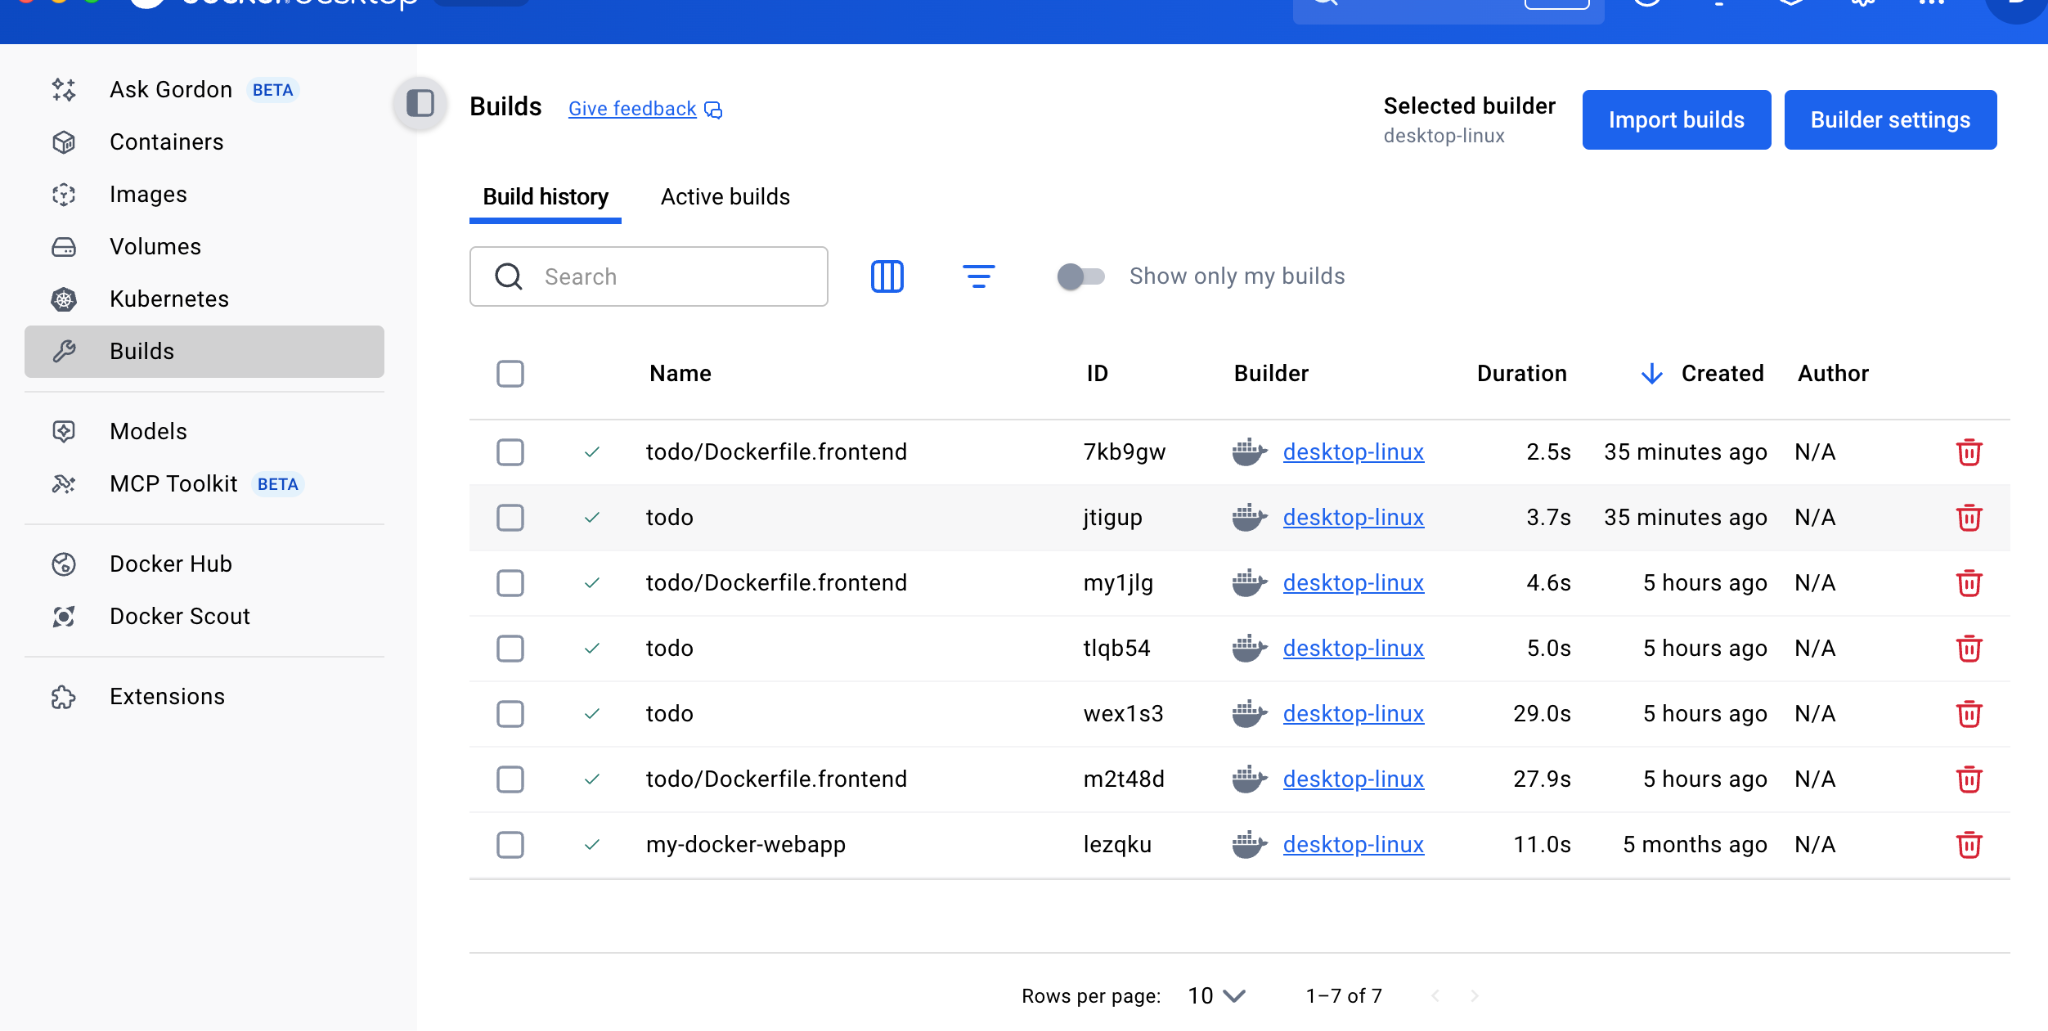 Ask Gordon BETA
Containers
Images
Volumes
Kubernetes
Builds
Models
MCP Toolkit BETA
Docker Hub
Docker Scout
Extensions
Builds Give feedback
Selected builder
desktop-linux
Import builds
Builder settings
Build history Active builds
Search
Show only my builds
Name ID Builder Duration Created Author
todo/Dockerfile.frontend 7kb9gw desktop-linux 2.5s 35 minutes ago N/A
todo jtigup desktop-linux 3.7s 35 minutes ago N/A
todo/Dockerfile.frontend my1jlg desktop-linux 4.6s 5 hours ago N/A
todo tlqb54 desktop-linux 5.0s 5 hours ago N/A
todo wex1s3 desktop-linux 29.0s 5 hours ago N/A
todo/Dockerfile.frontend m2t48d desktop-linux 27.9s 5 hours ago N/A
my-docker-webapp lezqku desktop-linux 11.0s 5 months ago N/A
Rows per page: 10 1–7 of 7